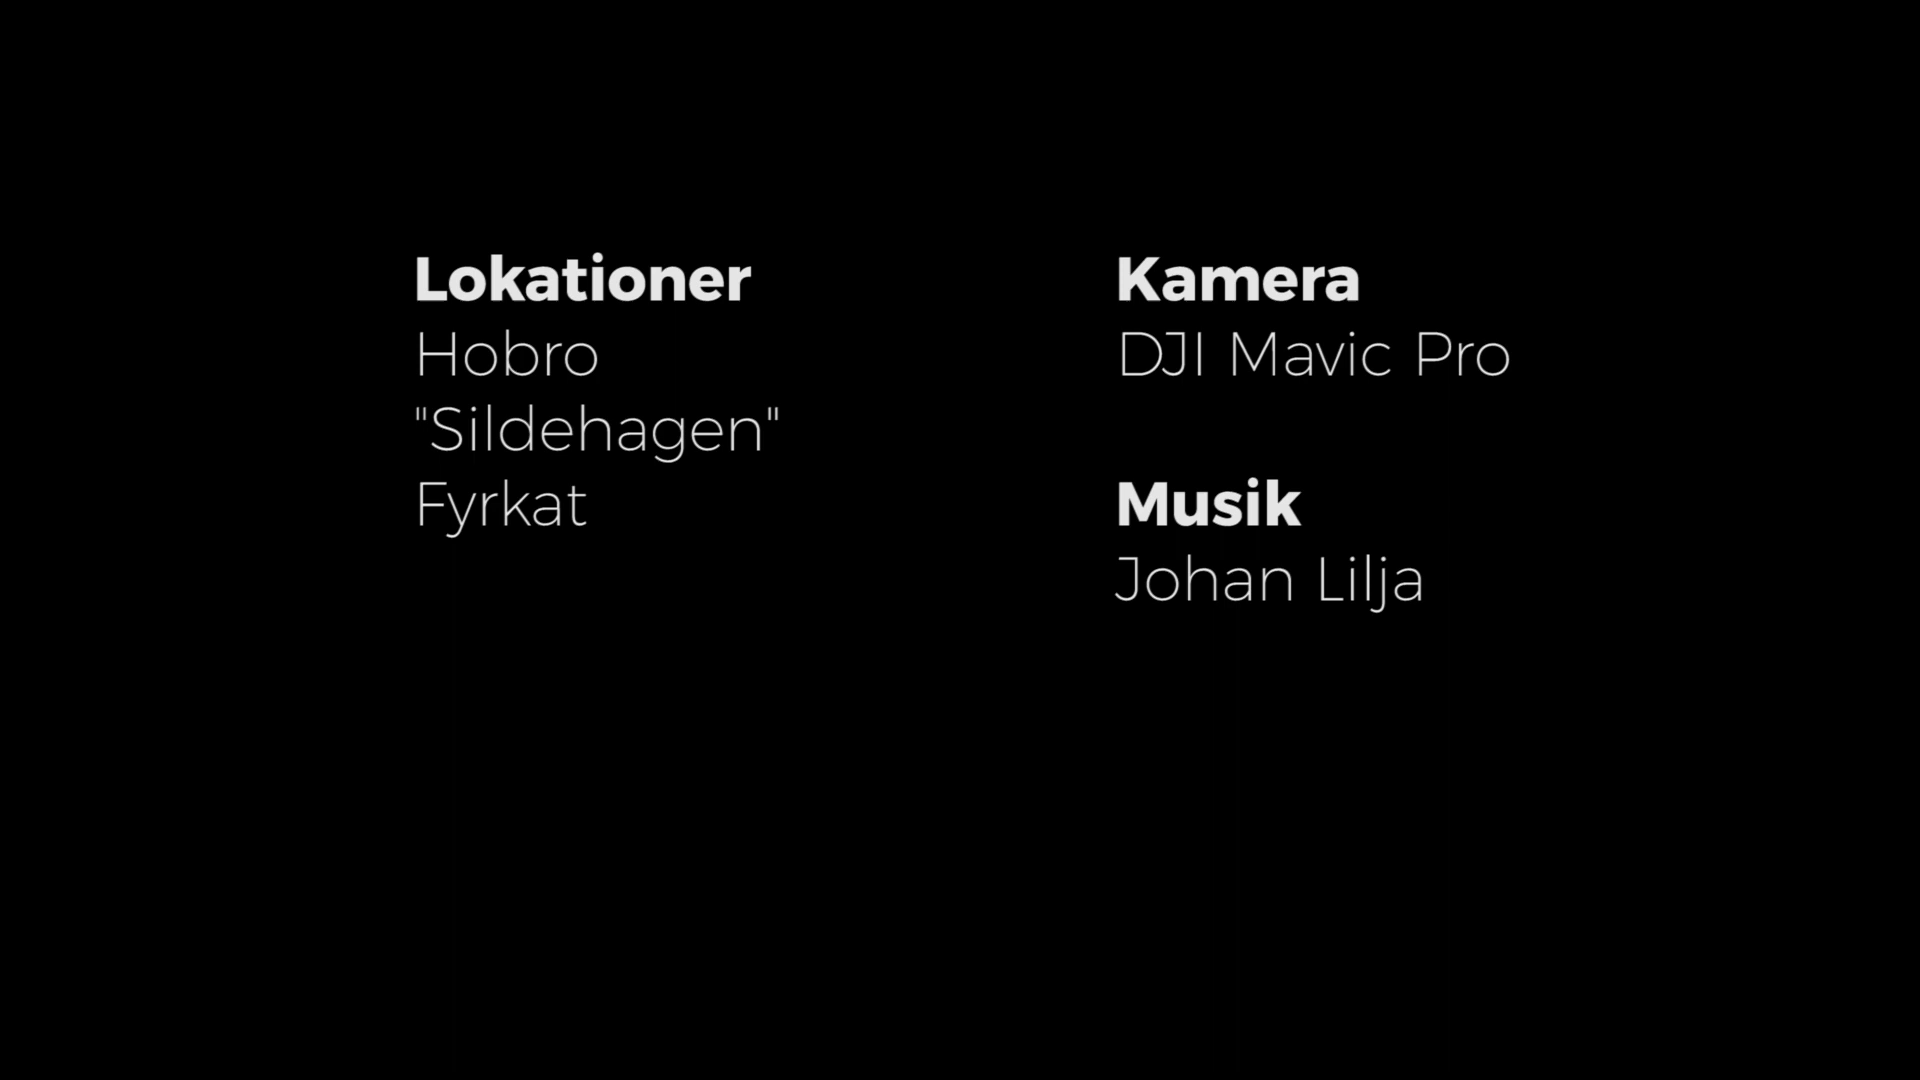 Lokationer
Hobro
"Sildehagen"
Fyrkat
Kamera
DJI Mavic Pro
Musik
Johan Lilja